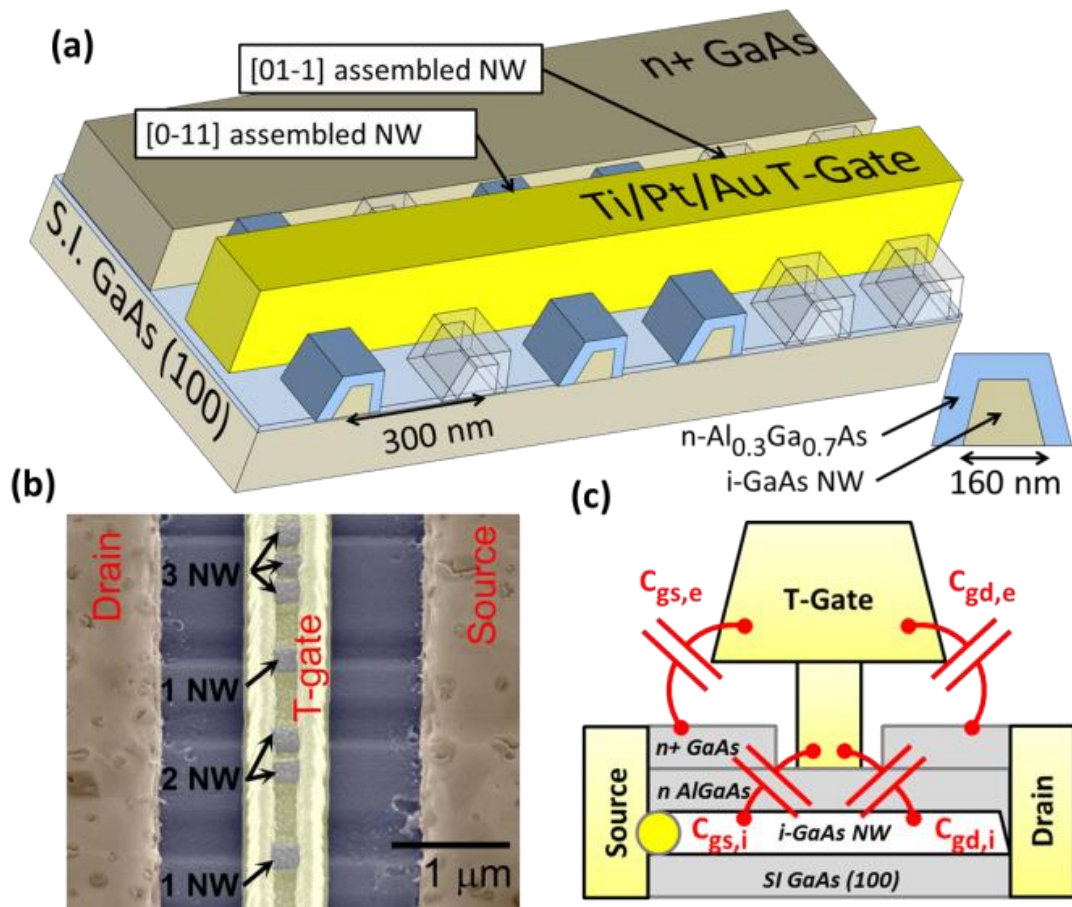 (a)
[01-1] assembled NW
[0-11] assembled NW
n+ GaAs
Ti/Pt/Au T-Gate
S.I. GaAs (100)
300 nm
n-Al0.3Ga0.7As
i-GaAs NW
160 nm
(b)
Drain
Source
T-gate
3 NW
1 NW
2 NW
1 NW
1 μm
(c)
Cgs,e
T-Gate
Cgd,e
n+ GaAs
n AlGaAs
Source
Drain
Cgs,i
i-GaAs NW
Cgd,i
SI GaAs (100)